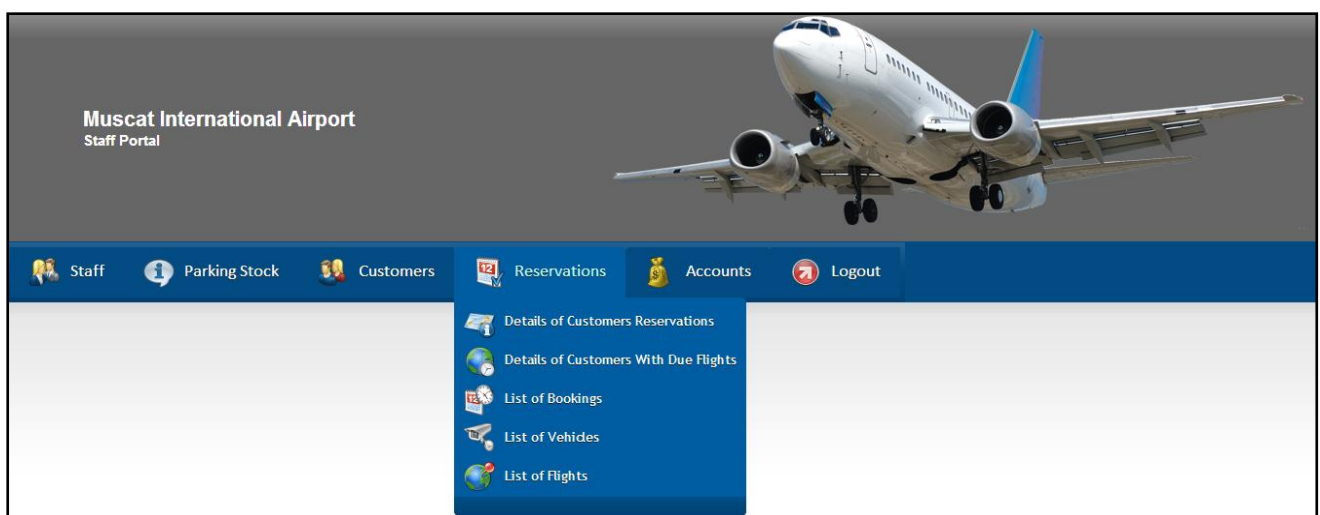 Muscat International Airport
Staff Portal
Staff Parking Stock Customers Reservations Accounts Logout
Details of Customers Reservations
Details of Customers With Due Flights
List of Bookings
List of Vehicles
List of Flights